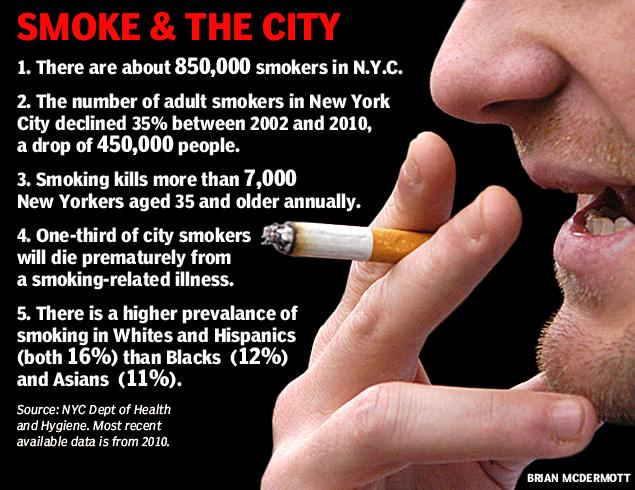 SMOKE & THE CITY
1. There are about 850,000 smokers in N.Y.C.
2. The number of adult smokers in New York
City declined 35% between 2002 and 2010,
a drop of 450,000 people.
3. Smoking kills more than 7,000
New Yorkers aged 35 and older annually.
4. One-third of city smokers
will die prematurely from
a smoking-related illness.
5. There is a higher prevalance of
smoking in Whites and Hispanics
(both 16%) than Blacks (12%)
and Asians (11%).
Source: NYC Dept of Health
and Hygiene. Most recent
available data is from 2010.
BRIAN MCDERMOTT